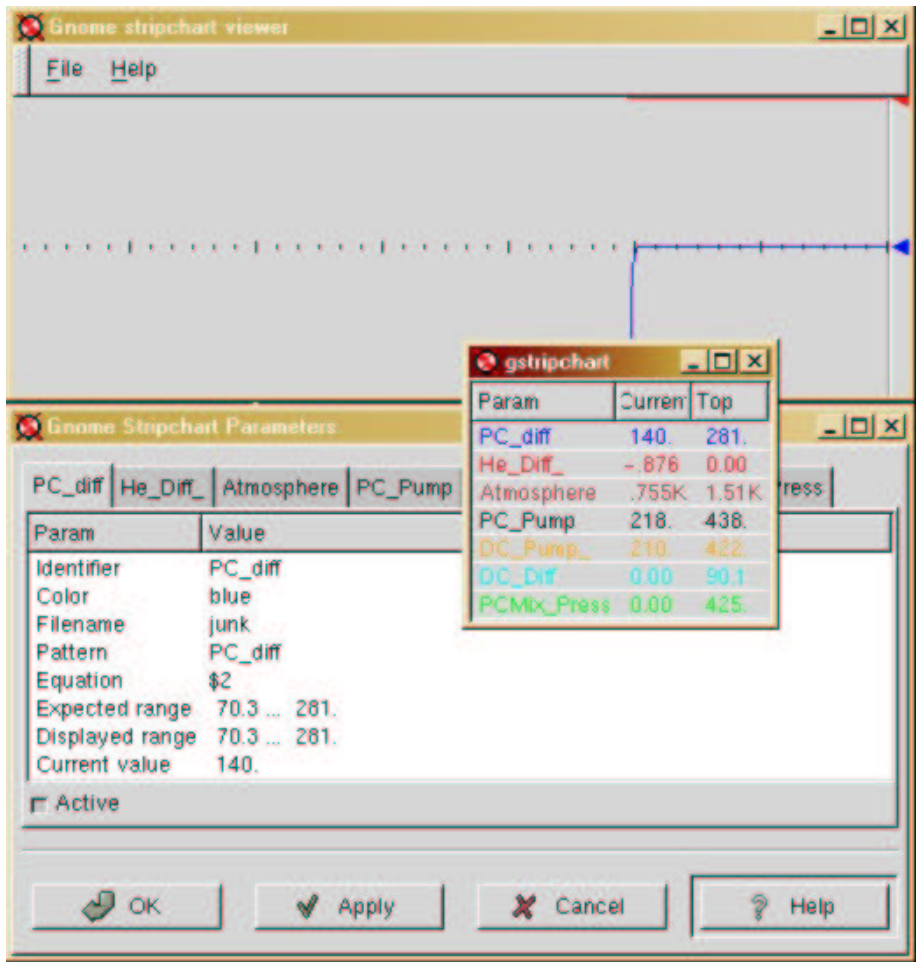 Gnome stripchart viewer
File Help
gstripchart
Param Curren Top
PC_diff 140. 281.
He_Diff_ -.876 0.00
Atmosphere .755K 1.51K
PC_Pump 218. 438.
DC_Pump_ 210. 422.
DC_Diff 0.00 90.1
PCMix_Press 0.00 425.
Gnome Stripchart Parameters
PC_diff He_Diff_ Atmosphere PC_Pump ress
Param Value
Identifier PC_diff
Color blue
Filename junk
Pattern PC_diff
Equation $2
Expected range 70.3 ... 281.
Displayed range 70.3 ... 281.
Current value 140.
Active
OK Apply Cancel Help